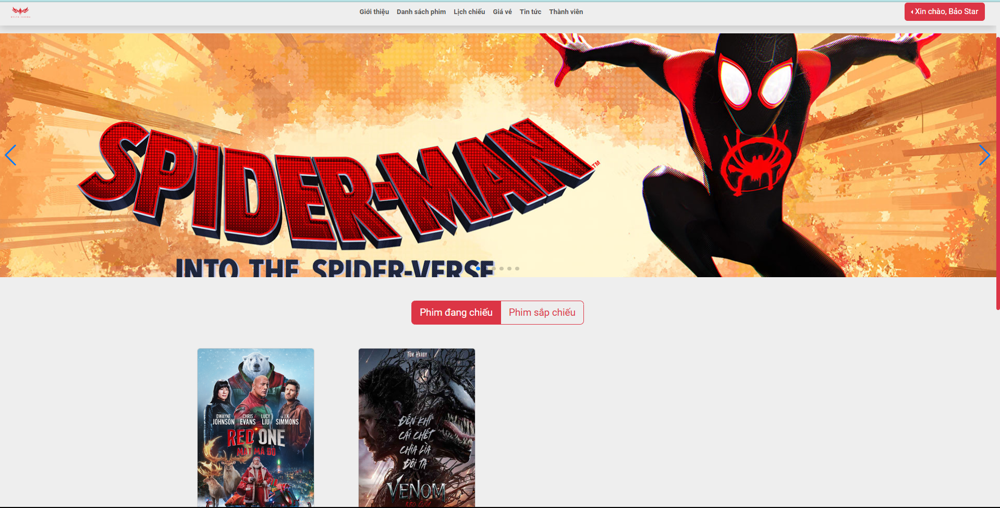 Giới thiệu Danh sách phim Lịch chiếu Giá vé Tin tức Thành viên
Xin chào, Bảo Star
SPIDER-MAN™
INTO THE SPIDER-VERSE
Phim đang chiếu
Phim sắp chiếu
DWAYNE JOHNSON
CHRIS EVANS
LUCY LIU
J.K. SIMMONS
RED ONE
MẬT MÃ ĐỎ
TOM HARDY
ĐẾN KHI
CÁI CHẾT
CHIA LÌA
ĐÔI TA
VENOM
KÈO CUỐI